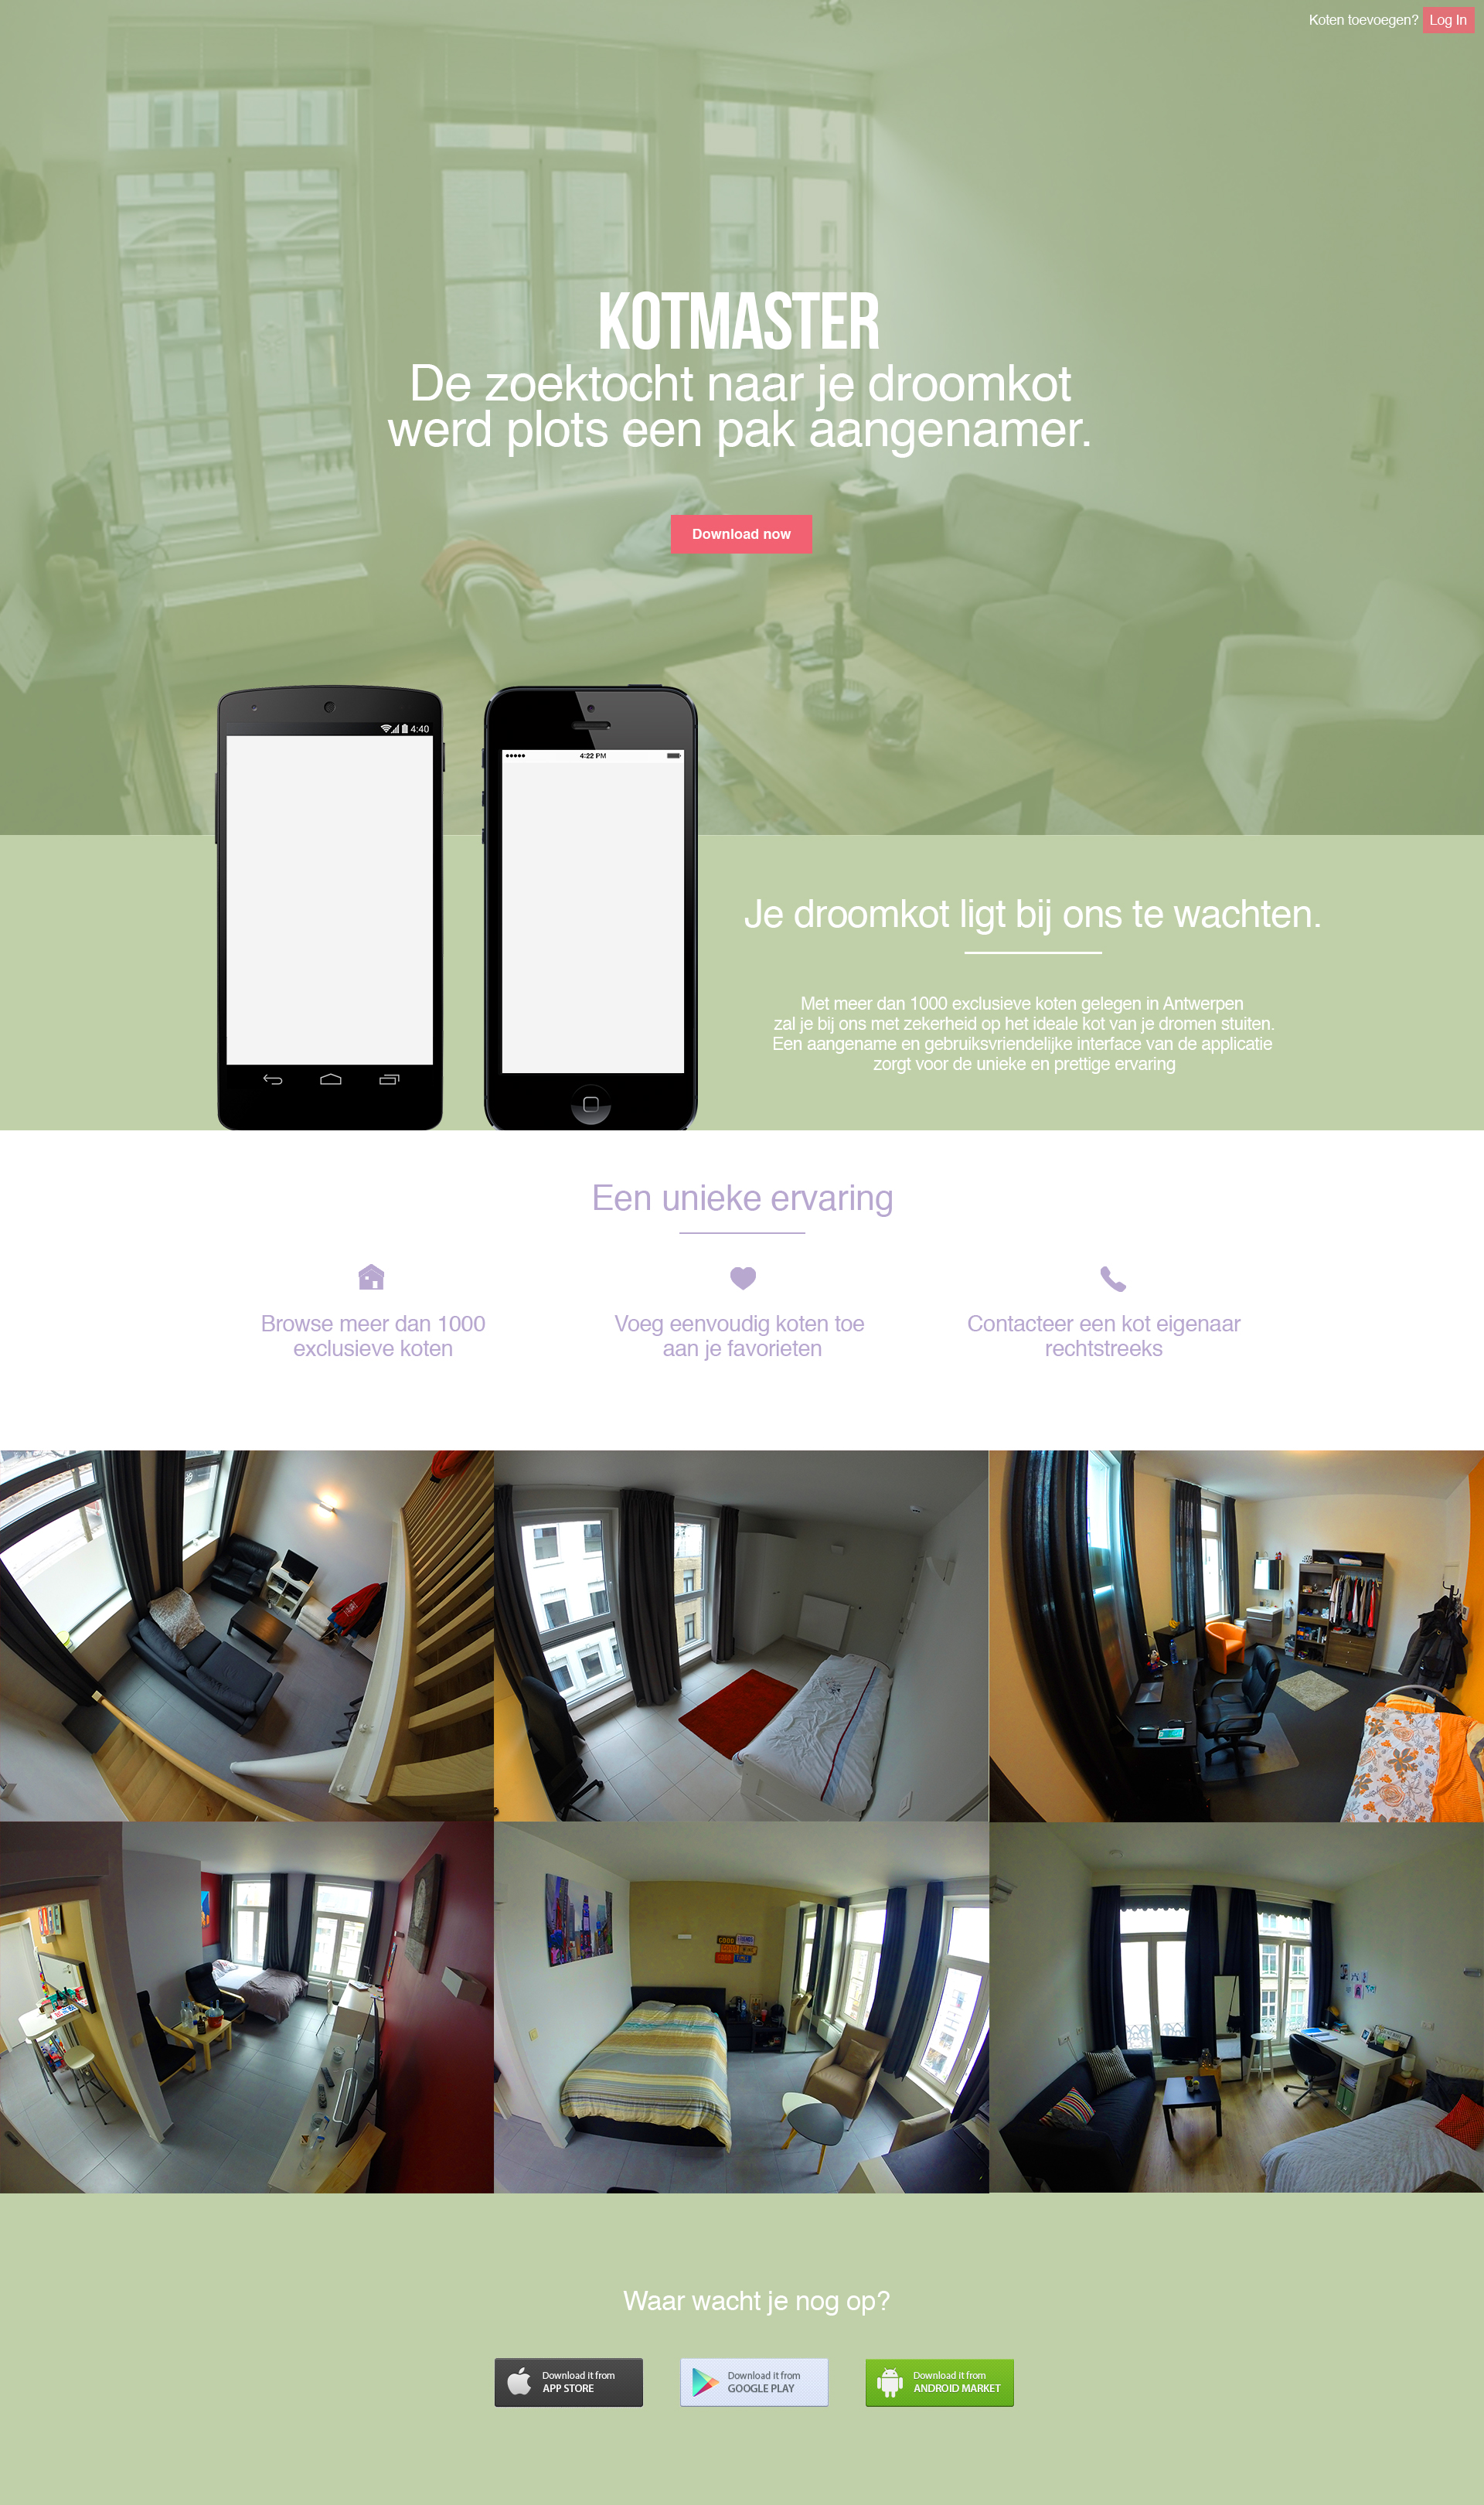 Koten toevoegen? Log In
KOTMASTER
De zoektocht naar je droomkot
werd plots een pak aangenamer.
Download now
4:40
4:22 PM
Je droomkot ligt bij ons te wachten.
Met meer dan 1000 exclusieve koten gelegen in Antwerpen
zal je bij ons met zekerheid op het ideale kot van je dromen stuiten.
Een aangename en gebruiksvriendelijke interface van de applicatie
zorgt voor de unieke en prettige ervaring
Een unieke ervaring
Browse meer dan 1000
exclusieve koten
Voeg eenvoudig koten toe
aan je favorieten
Contacteer een kot eigenaar
rechtstreeks
Waar wacht je nog op?
Download it from
APP STORE
Download it from
GOOGLE PLAY
Download it from
ANDROID MARKET